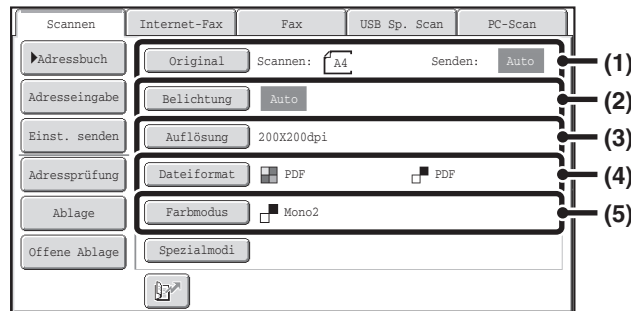 Scannen Internet-Fax Fax USB Sp. Scan PC-Scan
Adressbuch Original Scannen: A4 Senden: Auto (1)
Adresseingabe Belichtung Auto (2)
Einst. senden Auflösung 200X200dpi (3)
Adressprüfung Dateiformat PDF PDF (4)
Ablage Farbmodus Mono2 (5)
Offene Ablage Spezialmodi